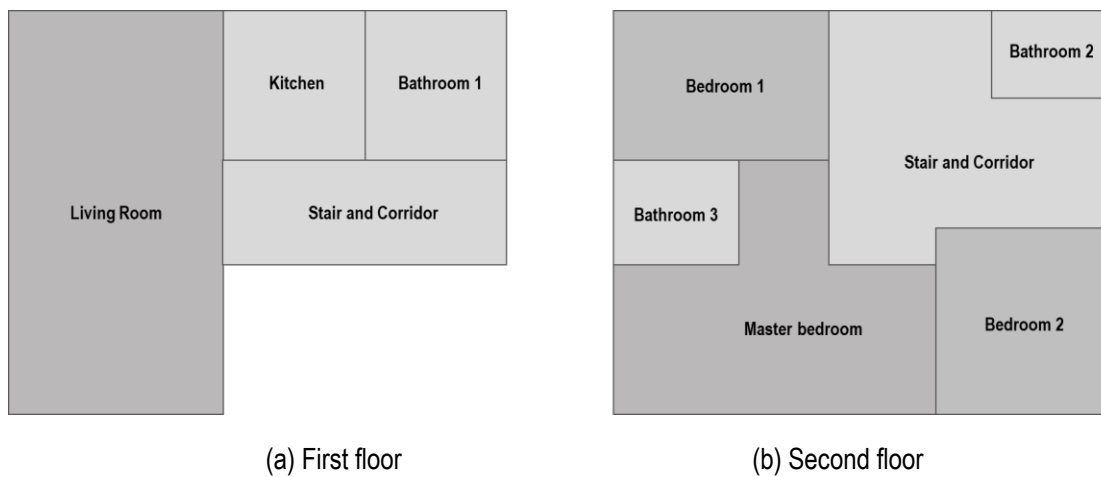 Kitchen
Bathroom 1
Living Room
Stair and Corridor
(a) First floor
Bathroom 2
Bedroom 1
Stair and Corridor
Bathroom 3
Master bedroom
Bedroom 2
(b) Second floor